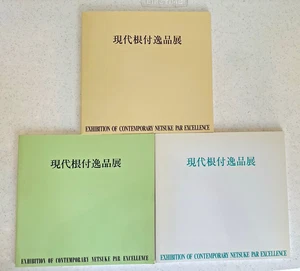 現代根付逸品展
EXHIBITION OF CONTEMPORARY NETSUKE PAR EXCELLENCE
現代根付逸品展
EXHIBITION OF CONTEMPORARY NETSUKE PAR EXCELLENCE
現代根付逸品展
EXHIBITION OF CONTEMPORARY NETSUKE PAR EXCELLENCE